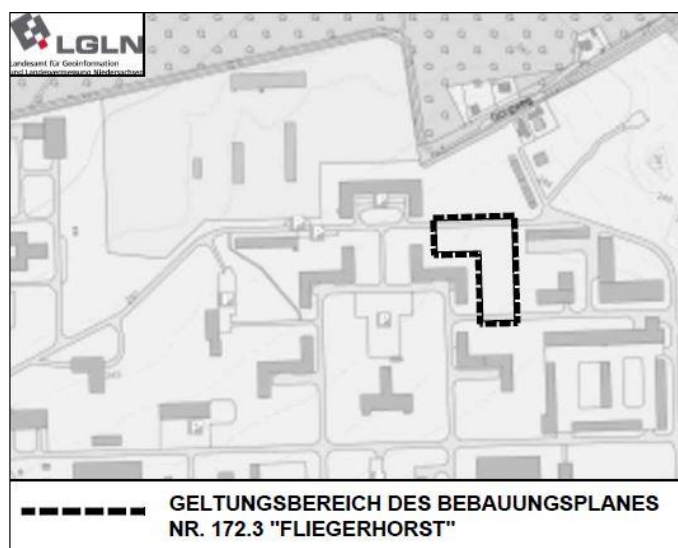 LGLN
Landesamt für Geoinformation
und Landesvermessung Niedersachsen
GELTUNGSBEREICH DES BEBAUUNGSPLANES
NR. 172.3 "FLIEGERHORST"